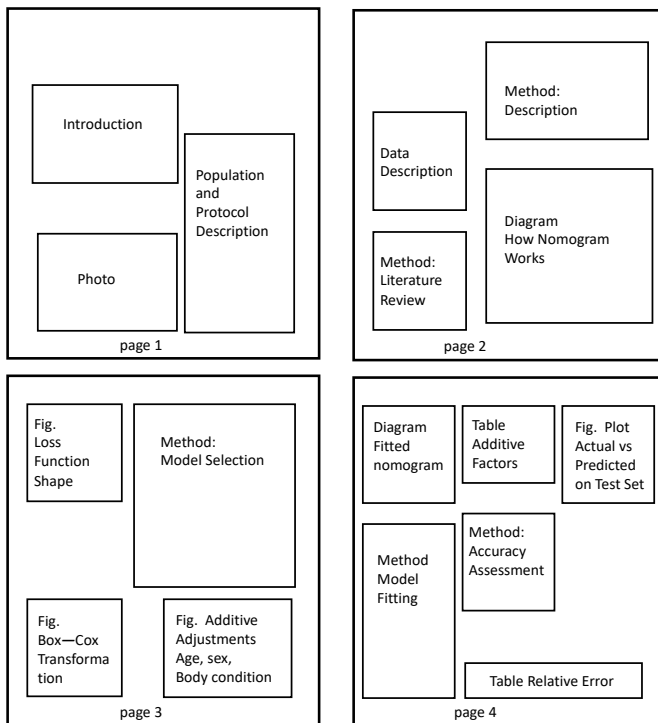 Introduction
Population
and
Protocol
Description
Photo
page 1
Method:
Description
Data
Description
Diagram
How Nomogram
Works
Method:
Literature
Review
page 2
Fig.
Loss
Function
Shape
Method:
Model Selection
Fig.
Box—Cox
Transforma
tion
Fig. Additive
Adjustments
Age, sex,
Body condition
page 3
Diagram
Fitted
nomogram
Table
Additive
Factors
Fig. Plot
Actual vs
Predicted
on Test Set
Method
Model
Fitting
Method:
Accuracy
Assessment
Table Relative Error
page 4